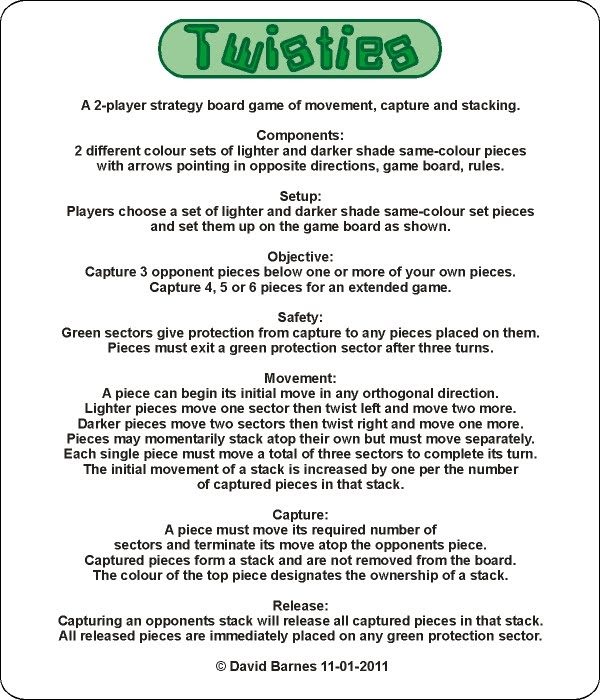 Twisties
A 2-player strategy board game of movement, capture and stacking.
Components:
2 different colour sets of lighter and darker shade same-colour pieces
with arrows pointing in opposite directions, game board, rules.
Setup:
Players choose a set of lighter and darker shade same-colour set pieces
and set them up on the game board as shown.
Objective:
Capture 3 opponent pieces below one or more of your own pieces.
Capture 4, 5 or 6 pieces for an extended game.
Safety:
Green sectors give protection from capture to any pieces placed on them.
Pieces must exit a green protection sector after three turns.
Movement:
A piece can begin its initial move in any orthogonal direction.
Lighter pieces move one sector then twist left and move two more.
Darker pieces move two sectors then twist right and move one more.
Pieces may momentarily stack atop their own but must move separately.
Each single piece must move a total of three sectors to complete its turn.
The initial movement of a stack is increased by one per the number
of captured pieces in that stack.
Capture:
A piece must move its required number of
sectors and terminate its move atop the opponents piece.
Captured pieces form a stack and are not removed from the board.
The colour of the top piece designates the ownership of a stack.
Release:
Capturing an opponents stack will release all captured pieces in that stack.
All released pieces are immediately placed on any green protection sector.
© David Barnes 11-01-2011